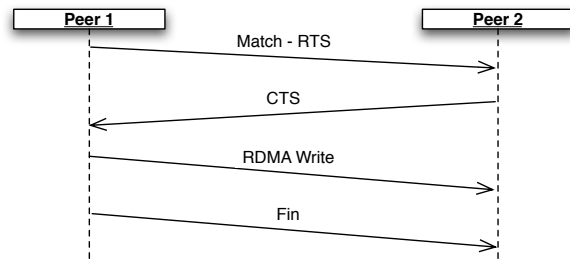 Peer 1
Peer 2
Match - RTS
CTS
RDMA Write
Fin